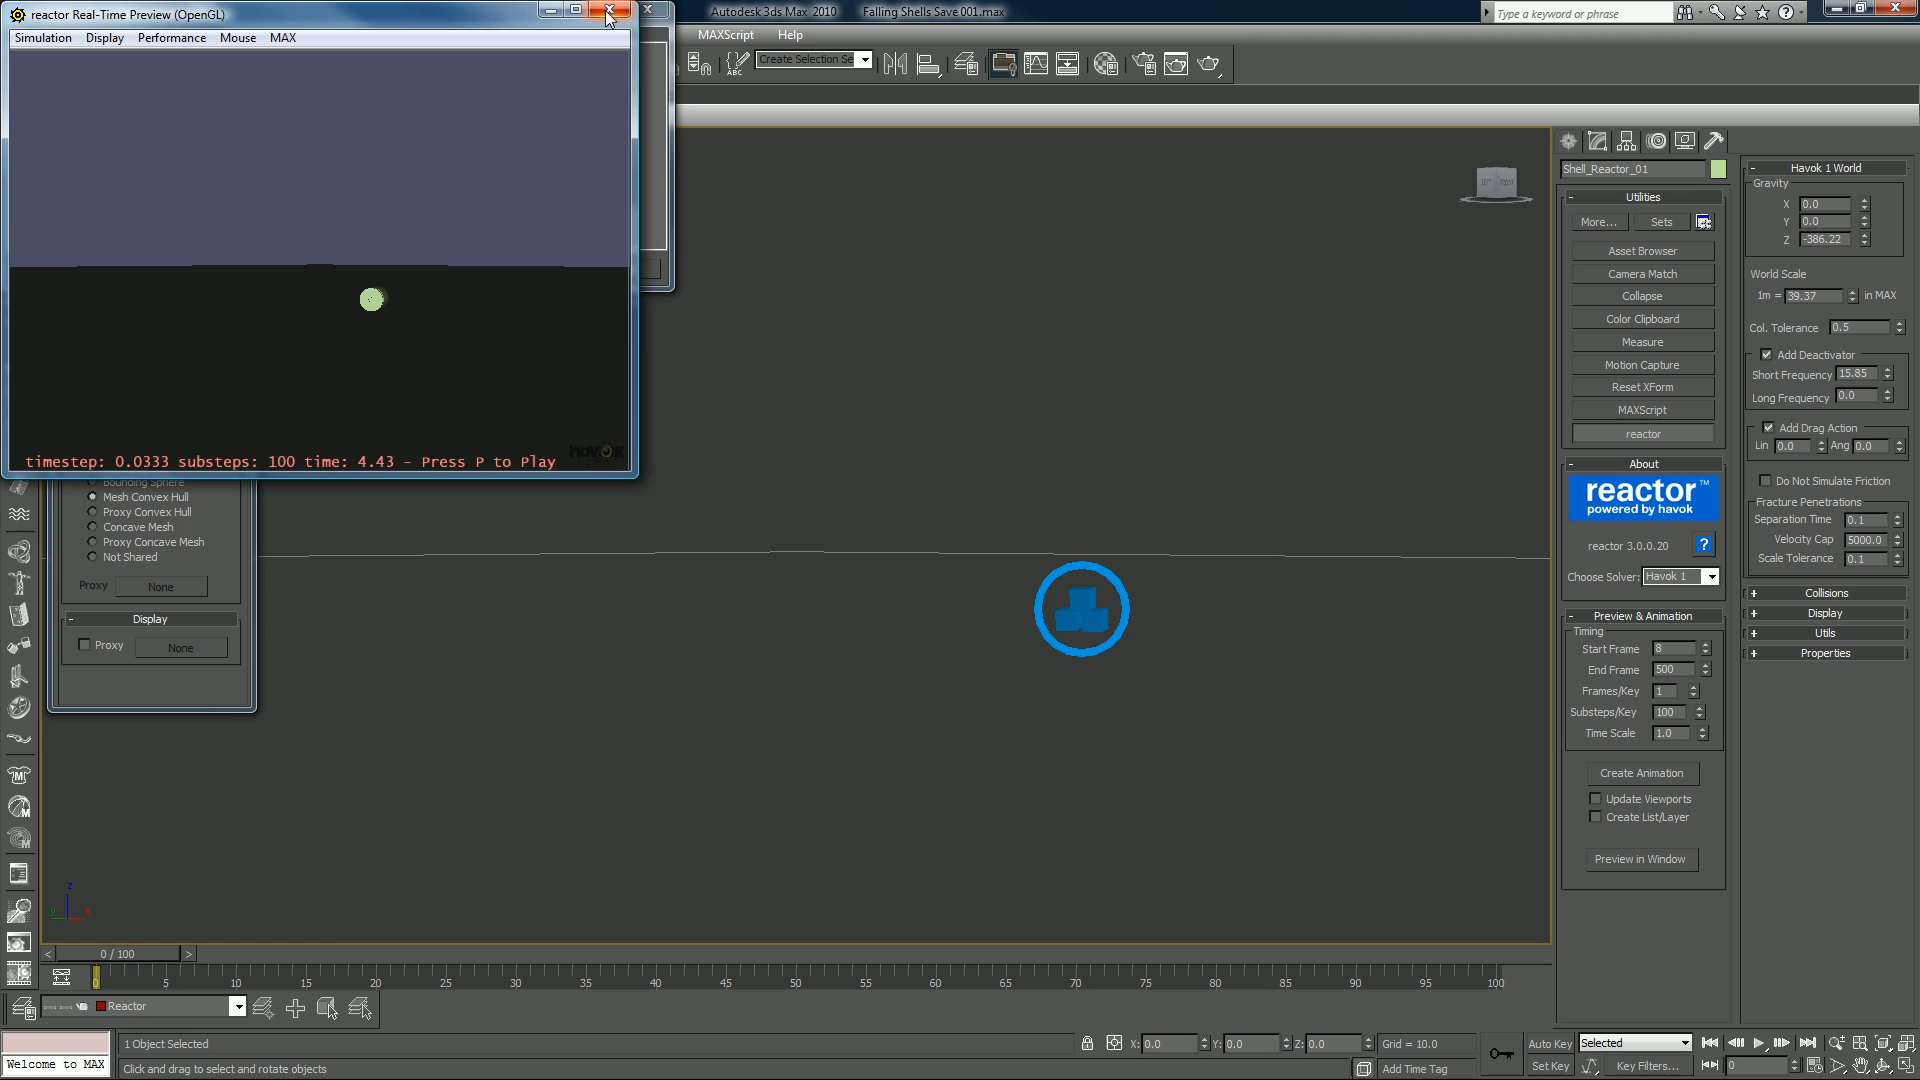 reactor Real-Time Preview (OpenGL)
Autodesk 3ds Max 2010 Falling Shells Save 001.max
Type a keyword or phrase
Simulation Display Performance Mouse MAX
MAXScript Help
Create Selection Se
ABC
Shell_Reactor_01
Utilities
More... Sets
Asset Browser
Camera Match
Collapse
Color Clipboard
Measure
Motion Capture
Reset XForm
MAXScript
reactor
Havok 1 World
Gravity
X 0.0
Y 0.0
Z -386.22
World Scale
1m = 39.37 in MAX
Col. Tolerance 0.5
Add Deactivator
Short Frequency 15.85
Long Frequency 0.0
Add Drag Action
Lin 0.0 Ang 0.0
Do Not Simulate Friction
Fracture Penetrations
Separation Time 0.1
Velocity Cap 5000.0
Scale Tolerance 0.1
Collisions
Display
Utils
Properties
About
reactor™
powered by havok
reactor 3.0.0.20 ?
Choose Solver: Havok 1
Preview & Animation
Timing
Start Frame 8
End Frame 500
Frames/Key 1
Substeps/Key 100
Time Scale 1.0
Create Animation
Update Viewports
Create List/Layer
Preview in Window
FRONT
havok
timestep: 0.0333 substeps: 100 time: 4.43 - Press P to Play
Bounding Sphere
Mesh Convex Hull
Proxy Convex Hull
Concave Mesh
Proxy Concave Mesh
Not Shared
Proxy None
Display
Proxy None
z
y x
< 0 / 100 >
0 5 10 15 20 25 30 35 40 45 50 55 60 65 70 75 80 85 90 95 100
Reactor
1 Object Selected
X: 0.0 Y: 0.0 Z: 0.0 Grid = 10.0
Auto Key Selected
Welcome to MAX
Click and drag to select and rotate objects
Add Time Tag
Set Key Key Filters... 0